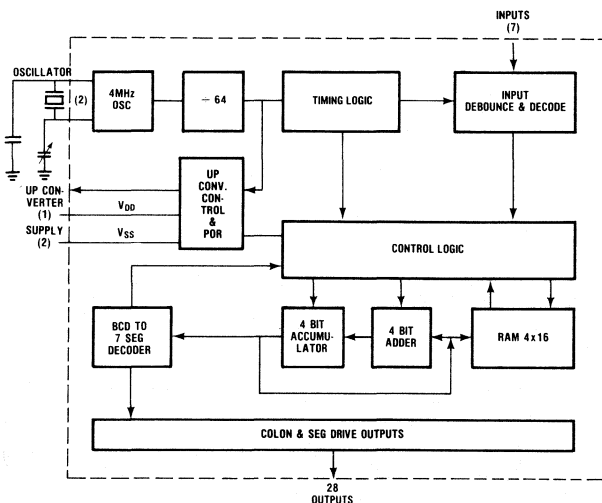 INPUTS
(7)
OSCILLATOR
(2)
4MHz
OSC
÷ 64
TIMING LOGIC
INPUT
DEBOUNCE & DECODE
UP CON-
VERTER
(1)
SUPPLY
(2)
VDD
VSS
UP
CONV.
CON-
TROL
&
POR
CONTROL LOGIC
BCD TO
7 SEG
DECODER
4 BIT
ACCUMU-
LATOR
4 BIT
ADDER
RAM 4x16
COLON & SEG DRIVE OUTPUTS
28
OUTPUTS